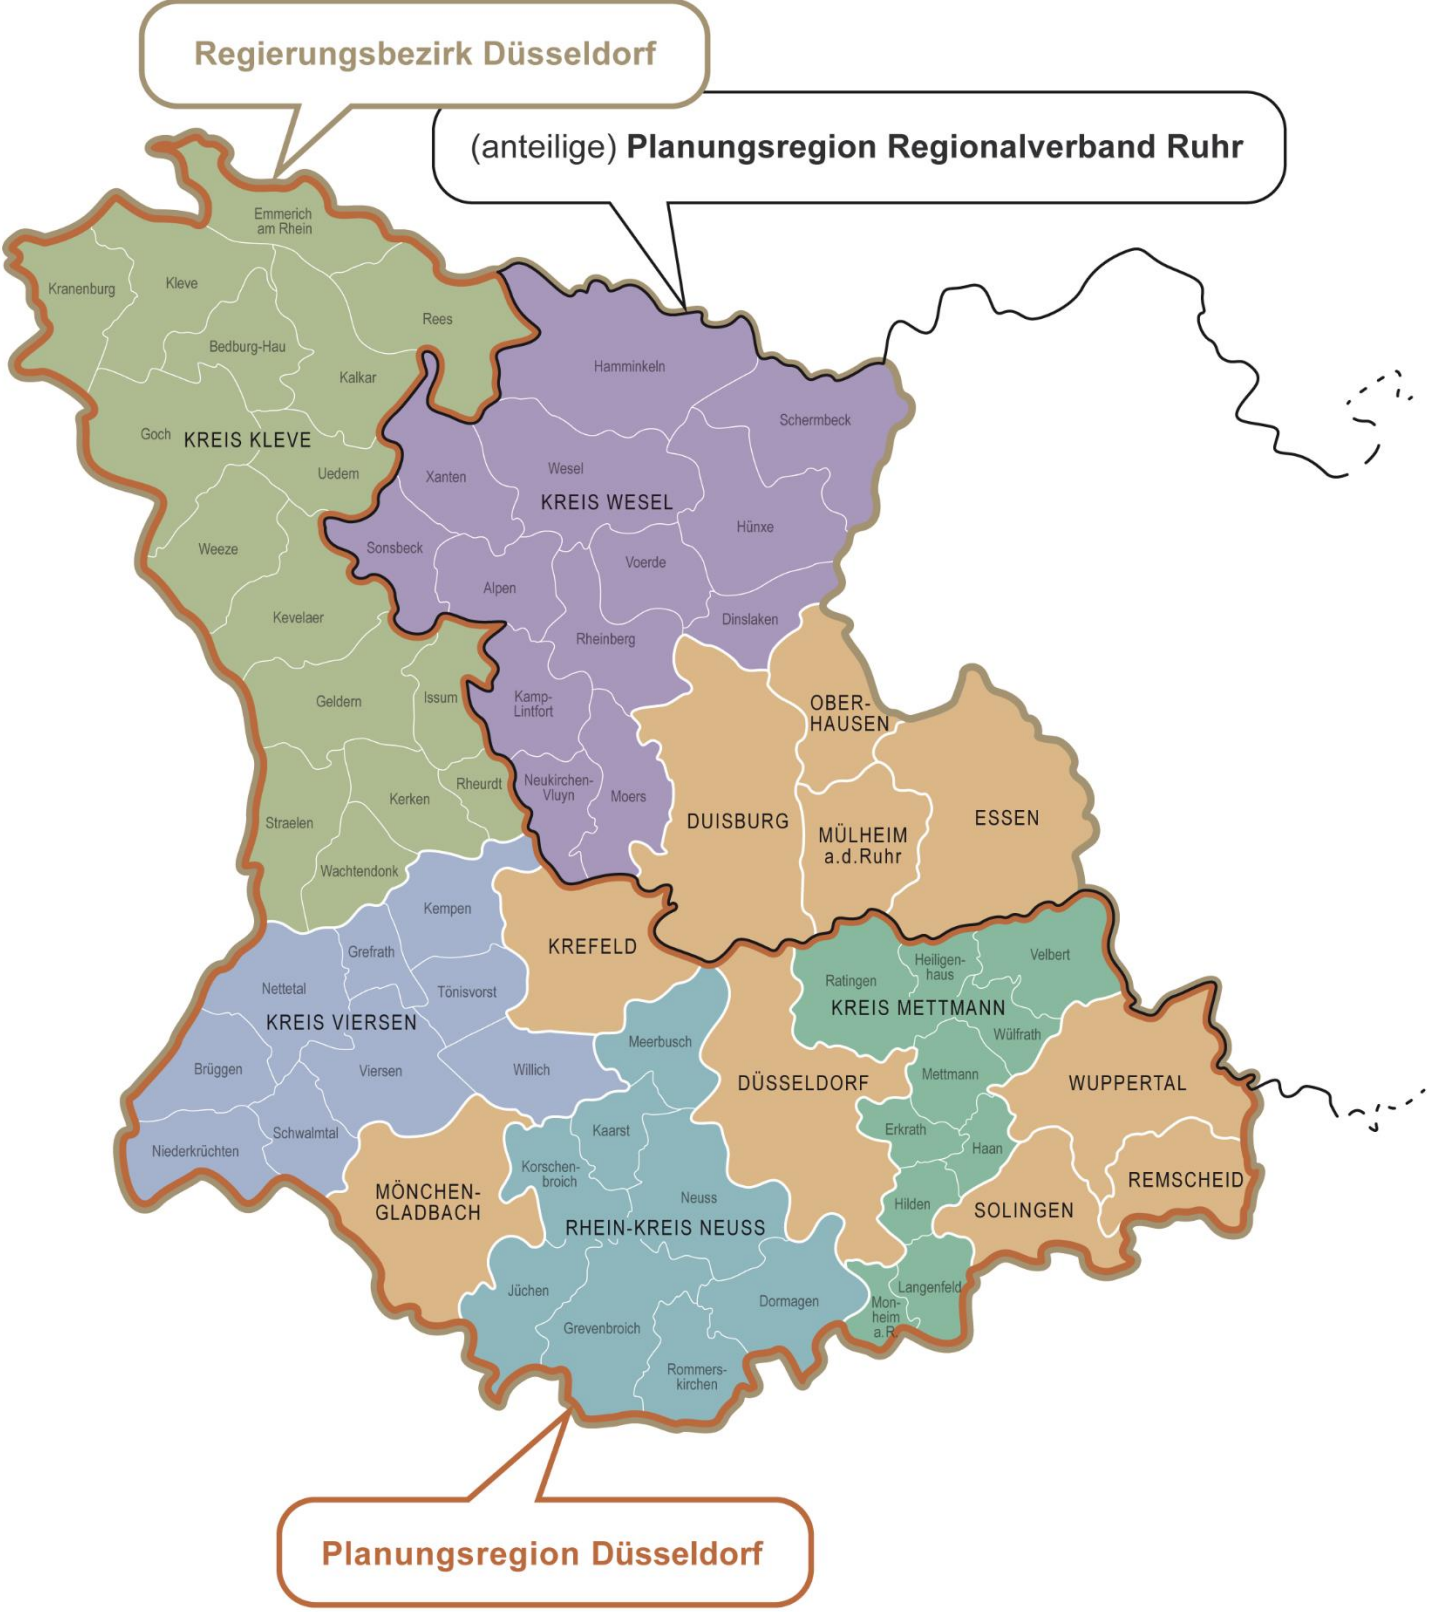 Regierungsbezirk Düsseldorf
(anteilige) Planungsregion Regionalverband Ruhr
Emmerich
am Rhein
Kranenburg
Kleve
Rees
Bedburg-Hau
Kalkar
Goch
KREIS KLEVE
Uedem
Weeze
Kevelaer
Geldern
Issum
Straelen
Kerken
Rheurdt
Wachtendonk
Hamminkeln
Schermbeck
Xanten
Wesel
KREIS WESEL
Hünxe
Sonsbeck
Voerde
Alpen
Dinslaken
Rheinberg
Kamp-
Lintfort
Neukirchen-
Vluyn
Moers
OBER-
HAUSEN
DUISBURG
MÜLHEIM
a.d.Ruhr
ESSEN
Kempen
KREFELD
Grefrath
Nettetal
Tönisvorst
KREIS VIERSEN
Brüggen
Viersen
Willich
Schwalmtal
Niederkrüchten
Meerbusch
Ratingen
Heiligen-
haus
Velbert
KREIS METTMANN
Wülfrath
Mettmann
DÜSSELDORF
WUPPERTAL
Erkrath
Haan
Kaarst
Korschen-
broich
MÖNCHEN-
GLADBACH
Neuss
RHEIN-KREIS NEUSS
Hilden
SOLINGEN
REMSCHEID
Jüchen
Grevenbroich
Dormagen
Langenfeld
Mon-
heim
a.R.
Rommers-
kirchen
Planungsregion Düsseldorf